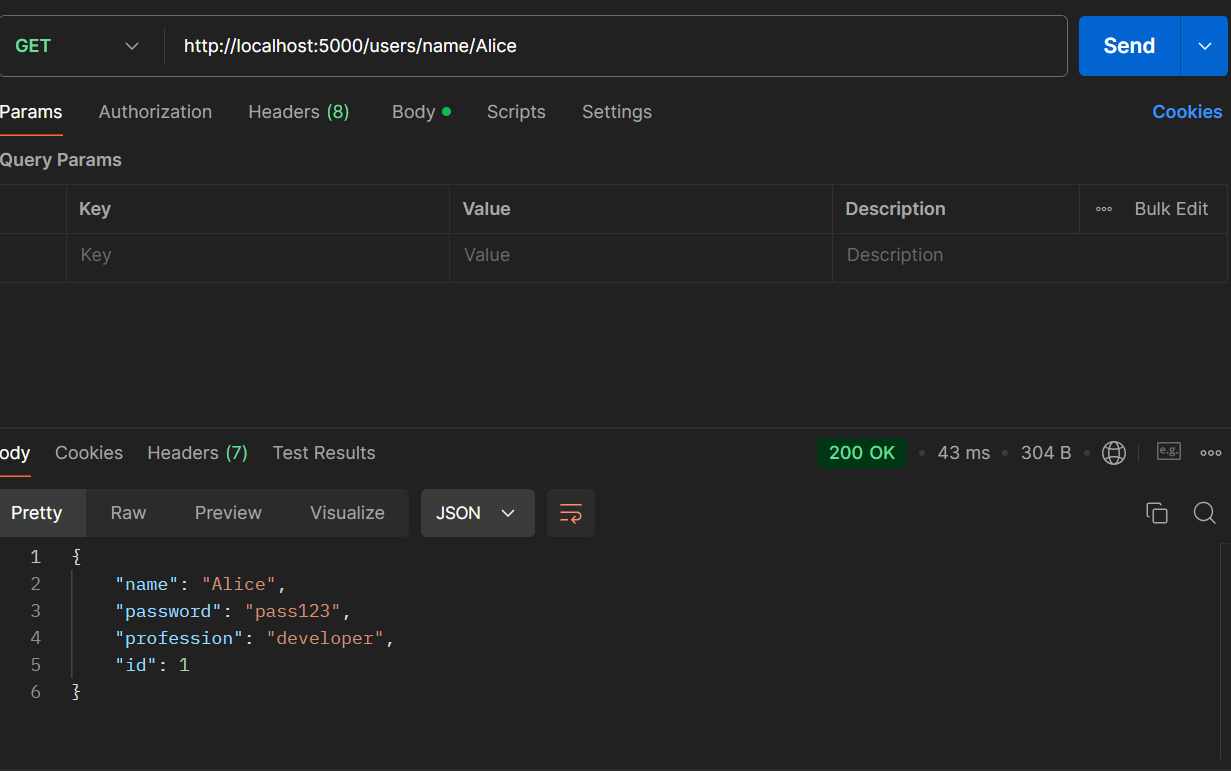 GET http://localhost:5000/users/name/Alice Send
Params Authorization Headers (8) Body Scripts Settings Cookies
Query Params
Key Value Description Bulk Edit
Key Value Description
ody Cookies Headers (7) Test Results 200 OK 43 ms 304 B e.g.
Pretty Raw Preview Visualize JSON
1 {
2 "name": "Alice",
3 "password": "pass123",
4 "profession": "developer",
5 "id": 1
6 }